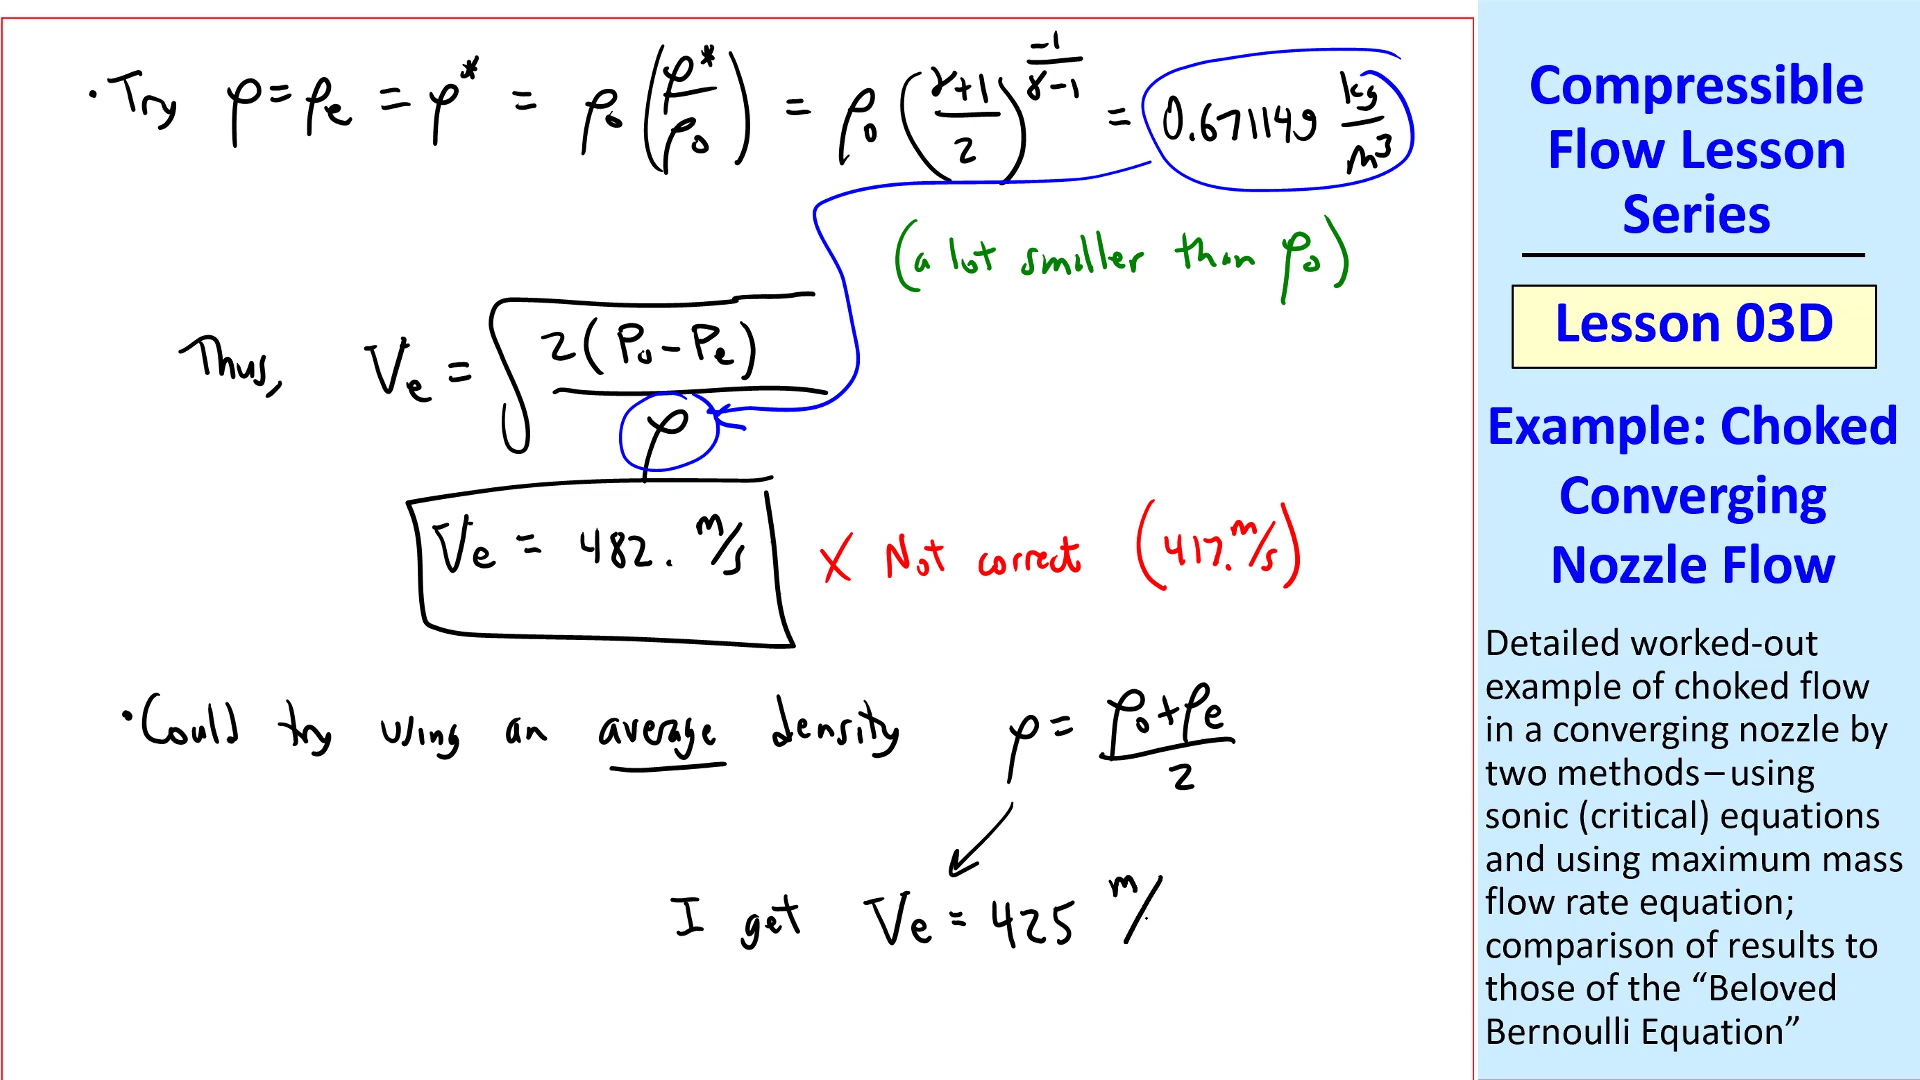 • Try ρ = ρe = ρ* = ρ₀ (ρ*/ρ₀) = ρ₀ ((γ+1)/2)^(-1/(γ-1)) = 0.671149 kg/m³
(a lot smaller than ρ₀)
Thus, Ve = √(2(P₀ - Pe)/ρ)
Ve = 482. m/s X Not correct (417. m/s)
• Could try using an average density ρ = (ρ₀ + ρe)/2
I get Ve = 425 m/
Compressible
Flow Lesson
Series
Lesson 03D
Example: Choked
Converging
Nozzle Flow
Detailed worked-out
example of choked flow
in a converging nozzle by
two methods – using
sonic (critical) equations
and using maximum mass
flow rate equation;
comparison of results to
those of the “Beloved
Bernoulli Equation”